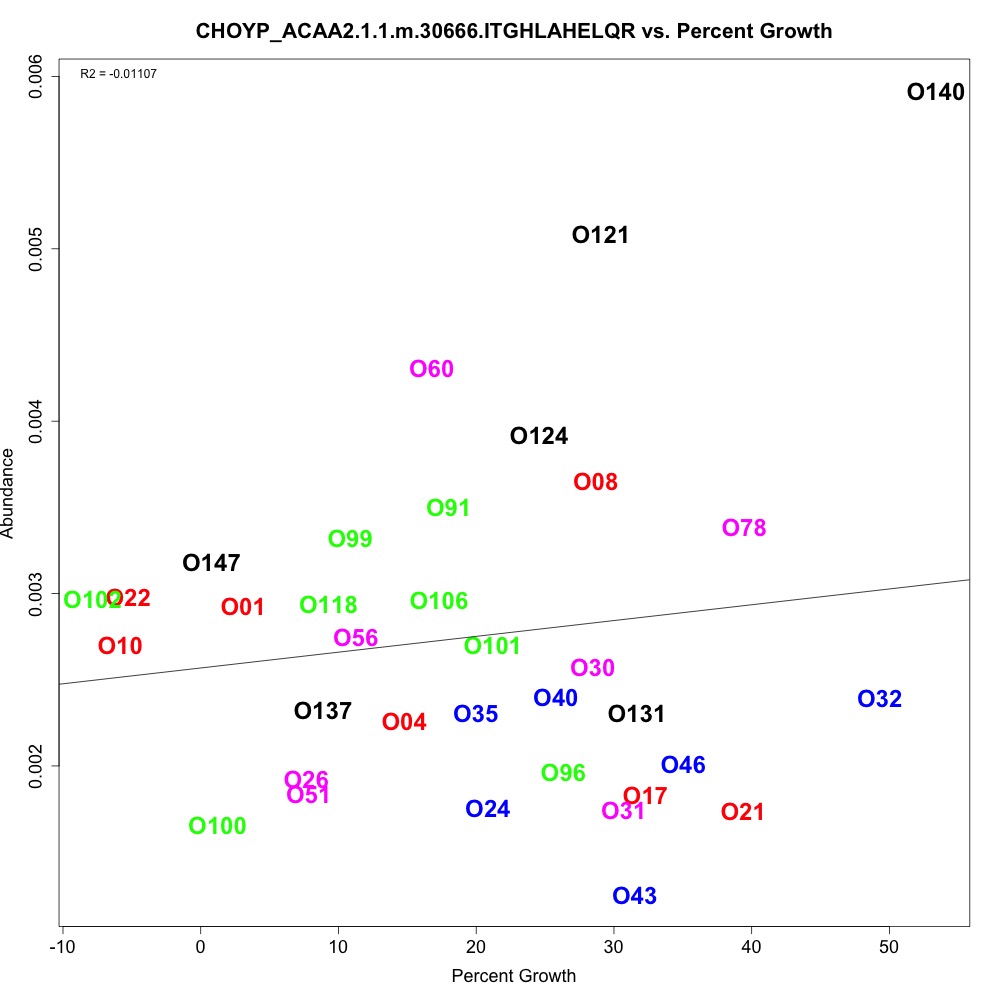 CHOYP_ACAA2.1.1.m.30666.ITGHLAHELQR vs. Percent Growth
R2 = -0.01107
0.006
O140
O121
0.005
O60
0.004
O124
O08
O91
O78
O99
O147
0.003
O102
O22
O01
O118
O106
O56
O10
O101
O30
O40
O32
O137
O04
O35
O131
0.002
O46
O96
O26
O51
O17
O24
O31
O21
O100
O43
Abundance
-10 0 10 20 30 40 50
Percent Growth